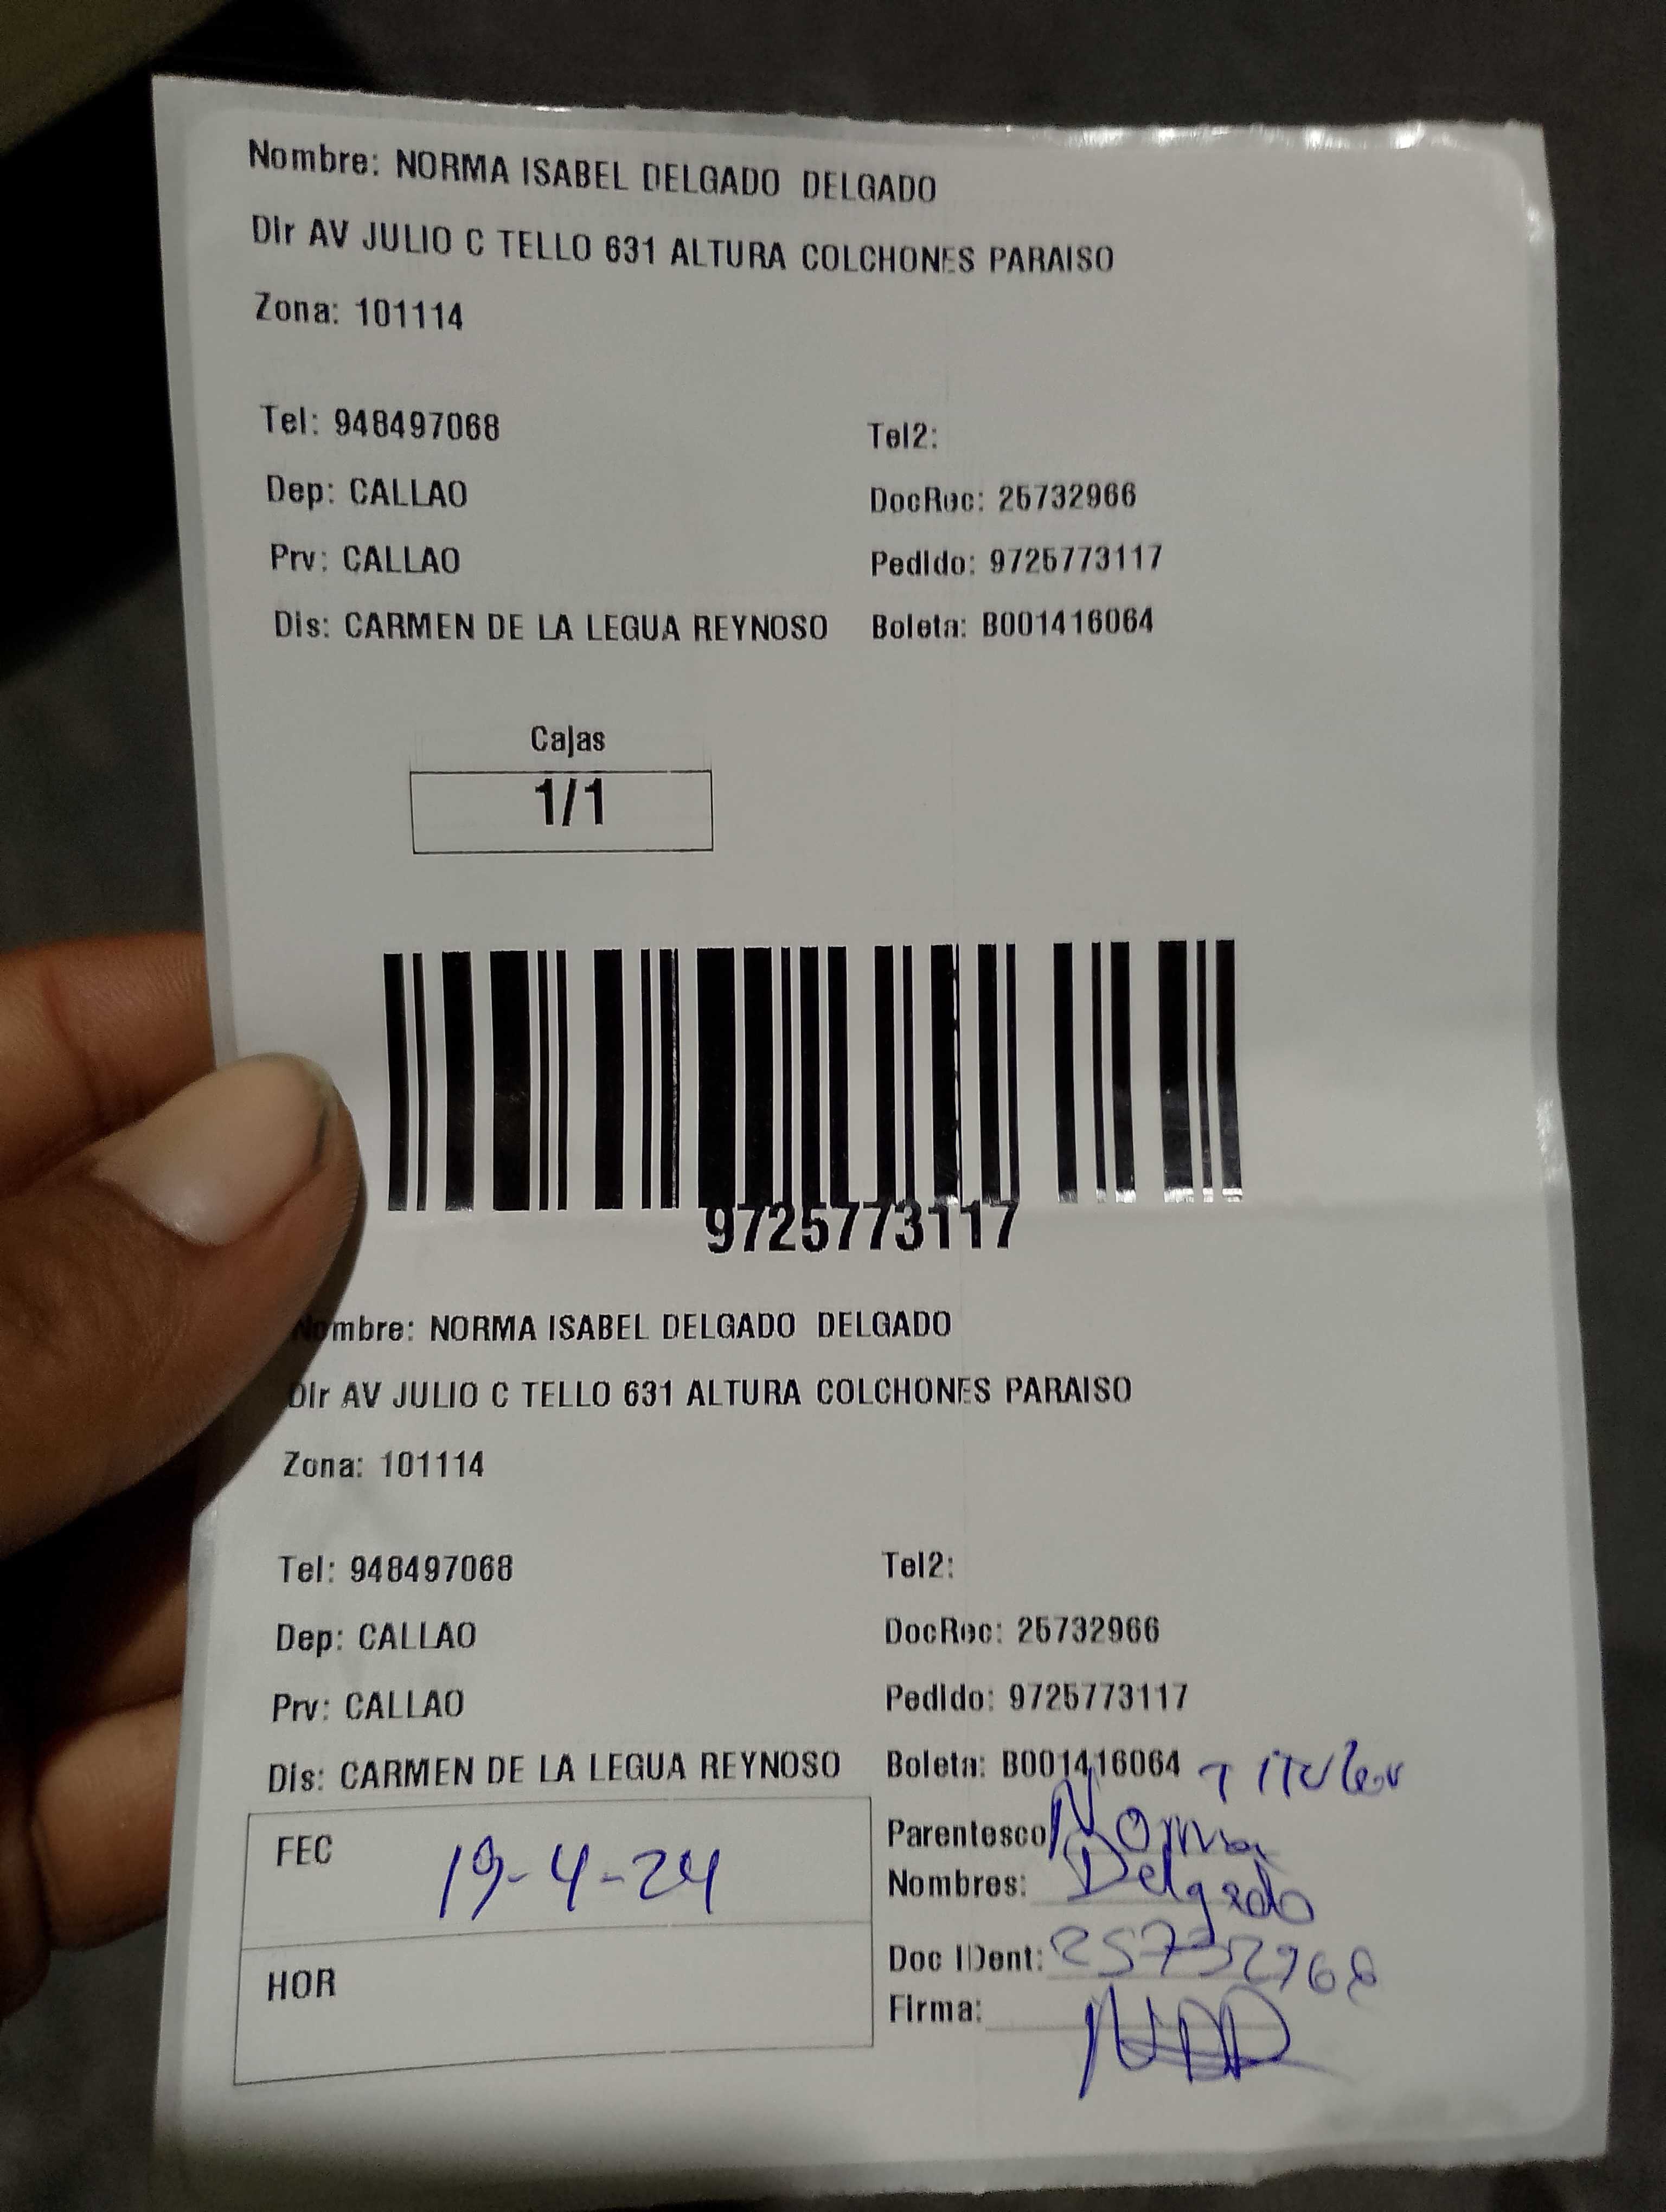 Nombre: NORMA ISABEL DELGADO DELGADO
Dir AV JULIO C TELLO 631 ALTURA COLCHONES PARAISO
Zona: 101114
Tel: 948497068 Tel2:
Dep: CALLAO DocRec: 25732966
Prv: CALLAO Pedido: 9725773117
Dis: CARMEN DE LA LEGUA REYNOSO Boleta: B001416064
Cajas
1/1
9725773117
Nombre: NORMA ISABEL DELGADO DELGADO
Dir AV JULIO C TELLO 631 ALTURA COLCHONES PARAISO
Zona: 101114
Tel: 948497068 Tel2:
Dep: CALLAO DocRec: 25732966
Prv: CALLAO Pedido: 9725773117
Dis: CARMEN DE LA LEGUA REYNOSO Boleta: B001416064 Titular
FEC 19-4-24 Parentesco Norma
Nombres: Delgado
Doc IDent: 25732966
HOR Firma: NDD